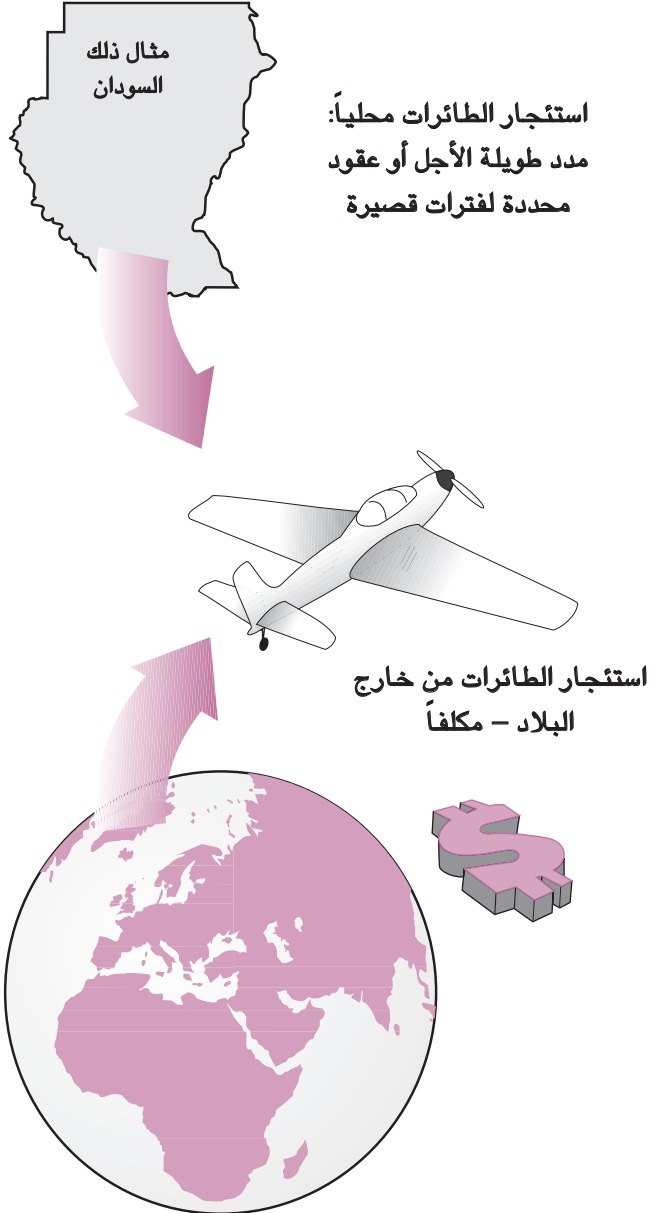 مثال ذلك
السودان
استئجار الطائرات محلياً:
مدد طويلة الأجل أو عقود
محددة لفترات قصيرة
استئجار الطائرات من خارج
البلاد – مكلفاً